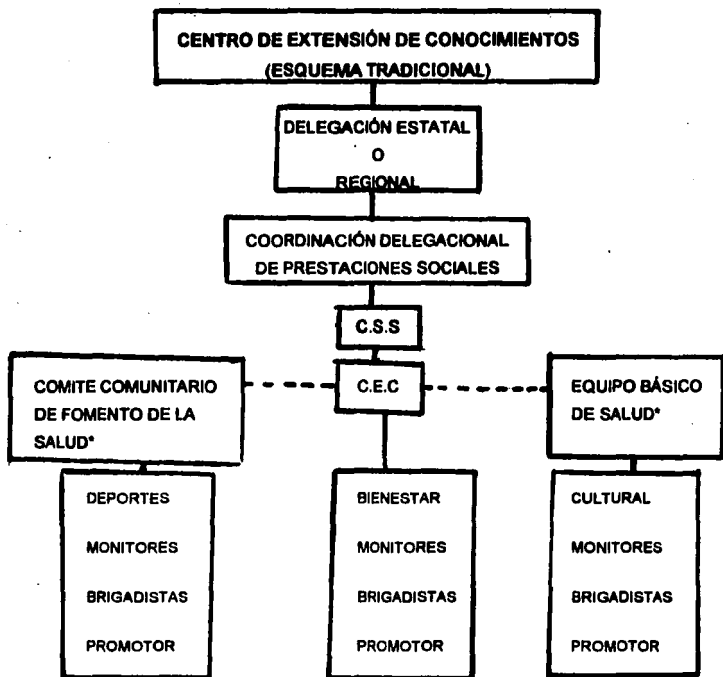 CENTRO DE EXTENSIÓN DE CONOCIMIENTOS
(ESQUEMA TRADICIONAL)
DELEGACIÓN ESTATAL
O
REGIONAL
COORDINACIÓN DELEGACIONAL
DE PRESTACIONES SOCIALES
C.S.S
C.E.C
COMITE COMUNITARIO
DE FOMENTO DE LA
SALUD*
EQUIPO BÁSICO
DE SALUD*
DEPORTES
MONITORES
BRIGADISTAS
PROMOTOR
BIENESTAR
MONITORES
BRIGADISTAS
PROMOTOR
CULTURAL
MONITORES
BRIGADISTAS
PROMOTOR